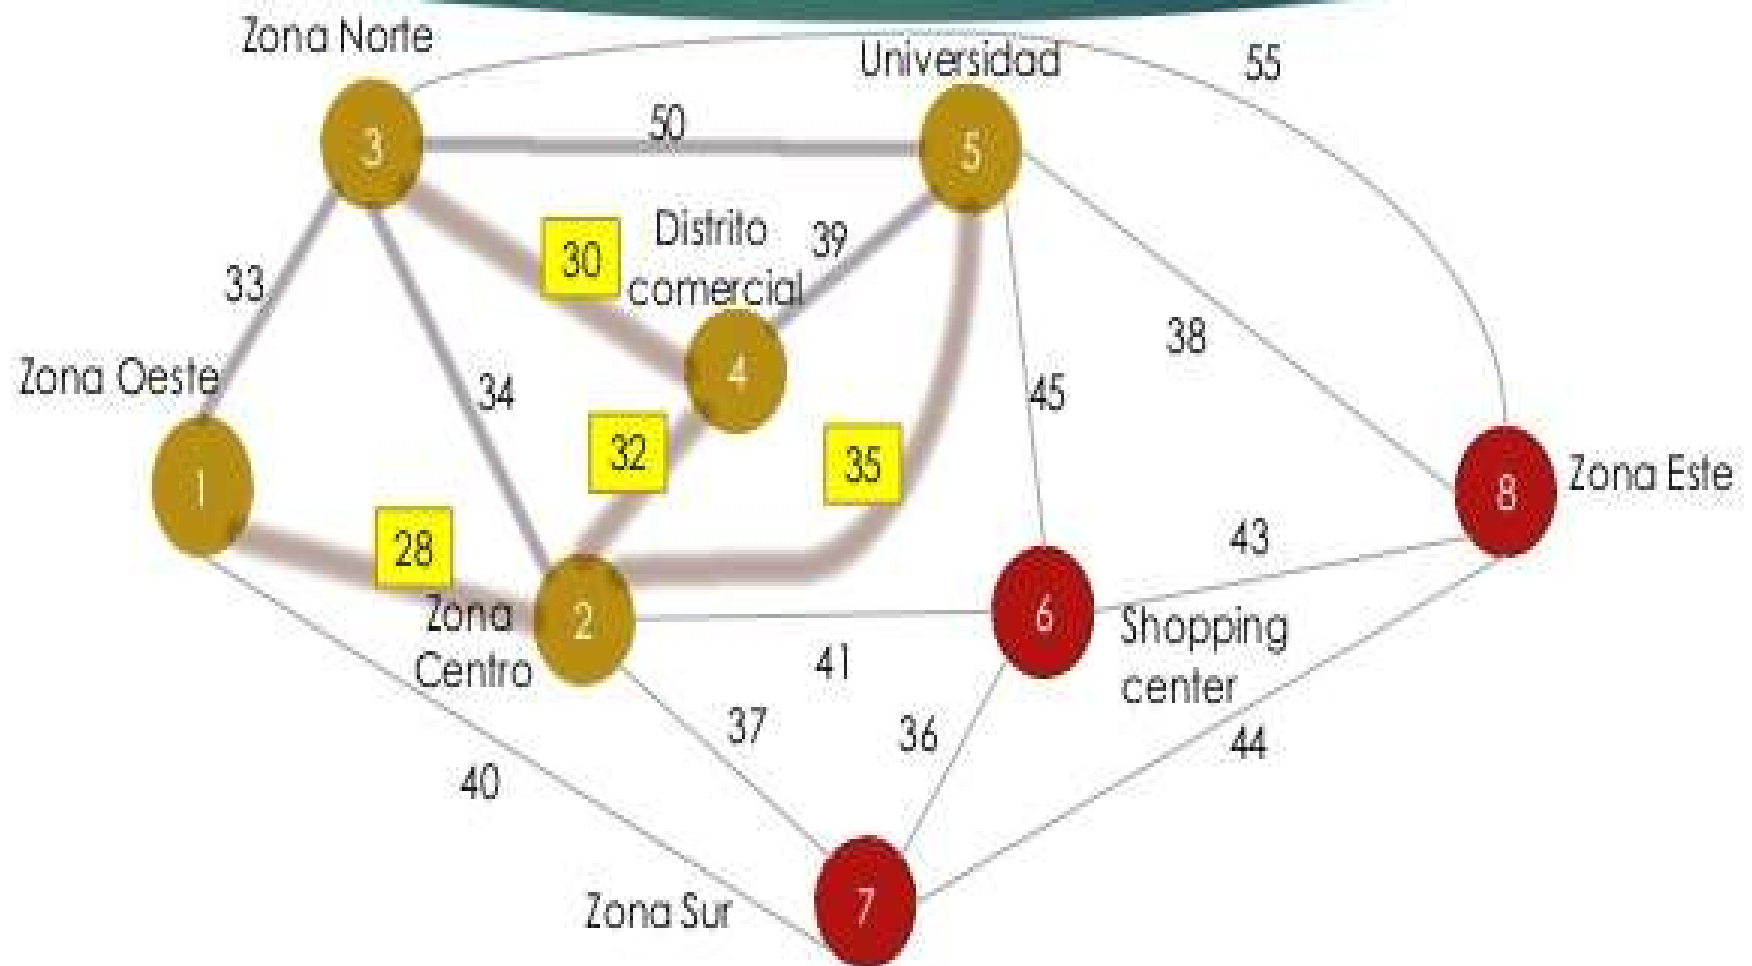 Zona Norte
Universidad
55
50
3
5
Distrito
comercial
39
30
33
38
Zona Oeste
34
4
45
32
35
Zona Este
1
8
28
43
Zona
Centro
2
6
Shopping
center
41
37
36
44
40
Zona Sur
7